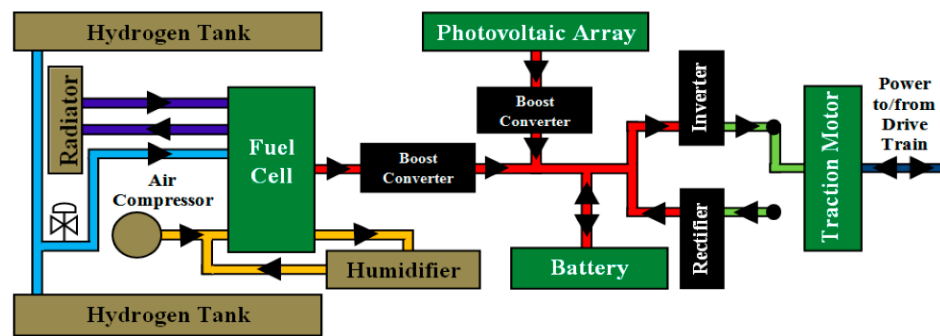 Hydrogen Tank
Photovoltaic Array
Radiator
Fuel
Cell
Boost
Converter
Inverter
Traction Motor
Power
to/from
Drive
Train
Boost
Converter
Air
Compressor
Rectifier
Humidifier
Battery
Hydrogen Tank